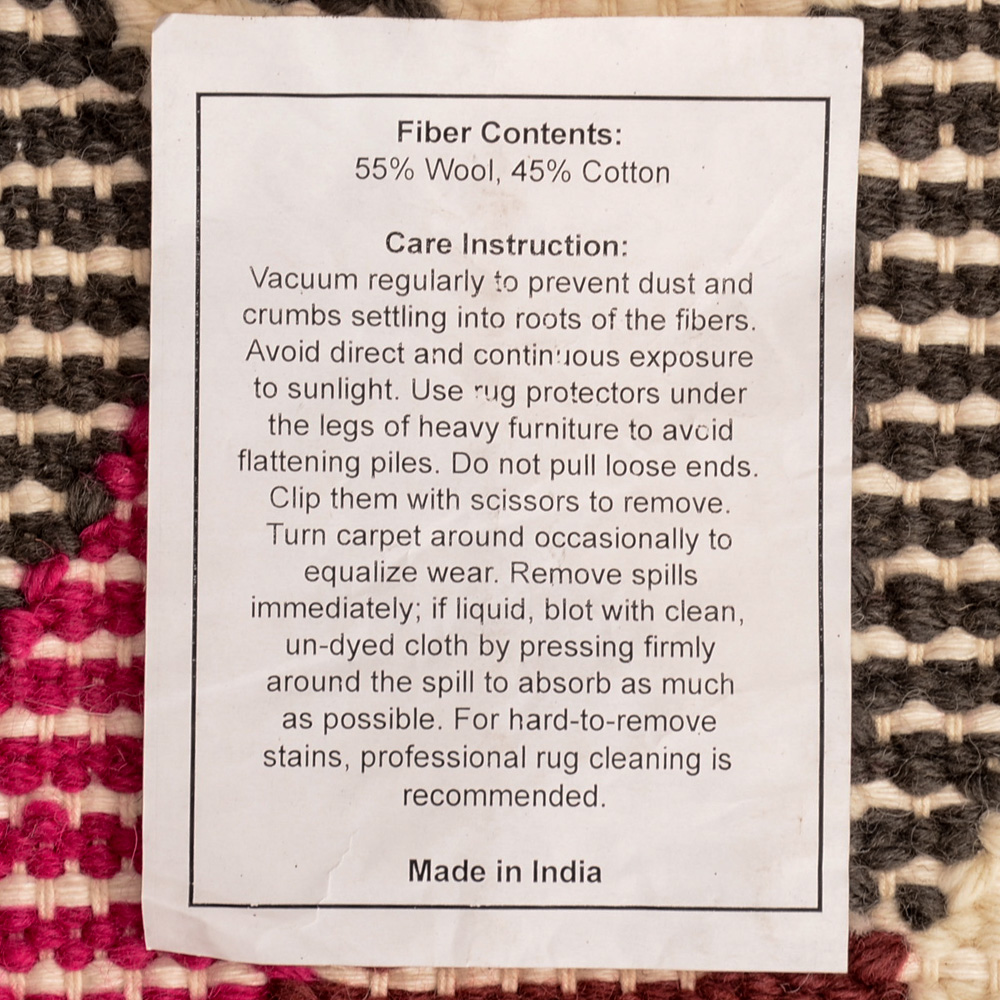 Fiber Contents:
55% Wool, 45% Cotton
Care Instruction:
Vacuum regularly to prevent dust and
crumbs settling into roots of the fibers.
Avoid direct and continuous exposure
to sunlight. Use rug protectors under
the legs of heavy furniture to avoid
flattening piles. Do not pull loose ends.
Clip them with scissors to remove.
Turn carpet around occasionally to
equalize wear. Remove spills
immediately; if liquid, blot with clean,
un-dyed cloth by pressing firmly
around the spill to absorb as much
as possible. For hard-to-remove
stains, professional rug cleaning is
recommended.
Made in India